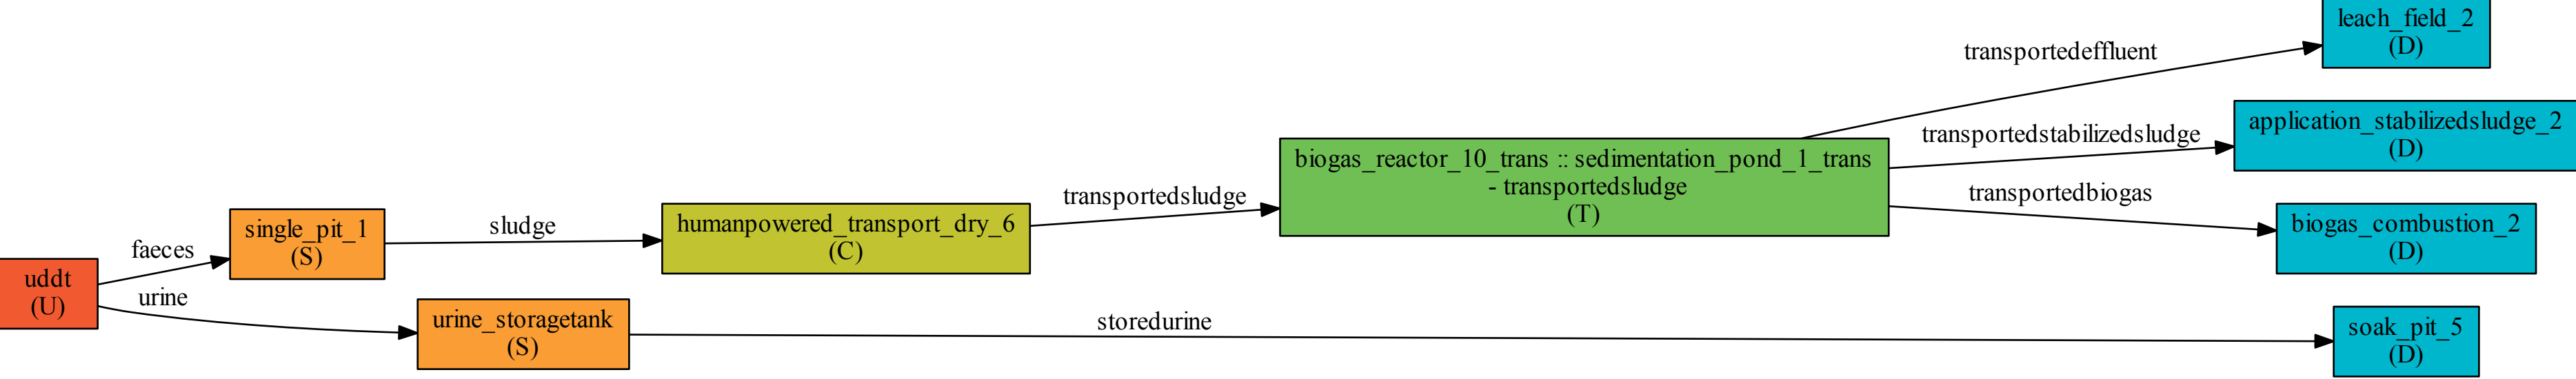 uddt
(U)
faeces
urine
single_pit_1
(S)
sludge
urine_storagetank
(S)
humanpowered_transport_dry_6
(C)
transportedsludge
storedurine
biogas_reactor_10_trans :: sedimentation_pond_1_trans
- transportedsludge
(T)
transportedeffluent
transportedstabilizedsludge
transportedbiogas
leach_field_2
(D)
application_stabilizedsludge_2
(D)
biogas_combustion_2
(D)
soak_pit_5
(D)